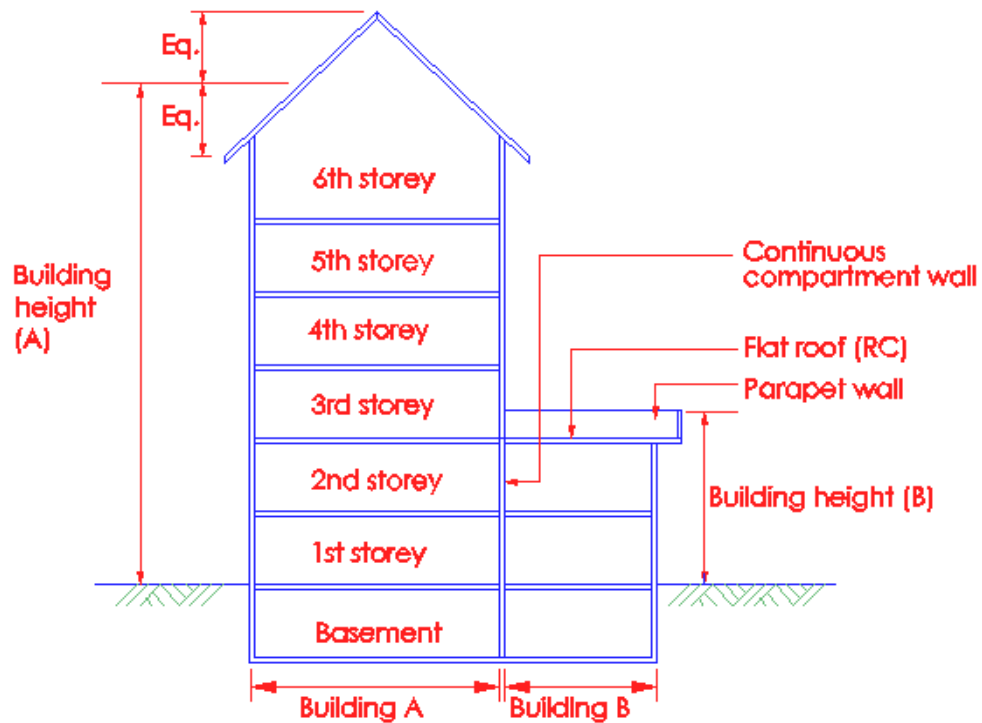 Eq.
Eq.
6th storey
5th storey
4th storey
3rd storey
2nd storey
1st storey
Basement
Building
height
(A)
Continuous
compartment wall
Flat roof (RC)
Parapet wall
Building height (B)
Building A
Building B